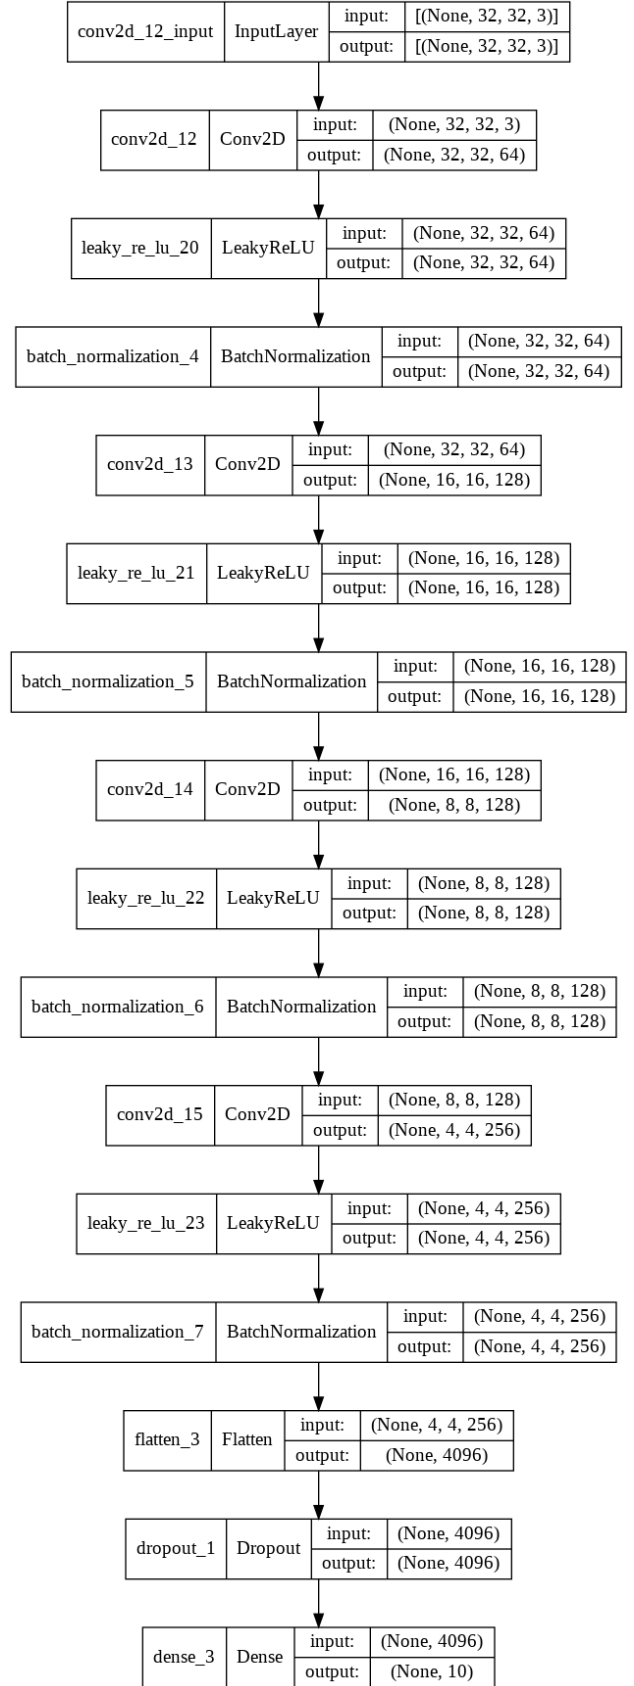 conv2d_12_input InputLayer input: [(None, 32, 32, 3)]
output: [(None, 32, 32, 3)]
conv2d_12 Conv2D input: (None, 32, 32, 3)
output: (None, 32, 32, 64)
leaky_re_lu_20 LeakyReLU input: (None, 32, 32, 64)
output: (None, 32, 32, 64)
batch_normalization_4 BatchNormalization input: (None, 32, 32, 64)
output: (None, 32, 32, 64)
conv2d_13 Conv2D input: (None, 32, 32, 64)
output: (None, 16, 16, 128)
leaky_re_lu_21 LeakyReLU input: (None, 16, 16, 128)
output: (None, 16, 16, 128)
batch_normalization_5 BatchNormalization input: (None, 16, 16, 128)
output: (None, 16, 16, 128)
conv2d_14 Conv2D input: (None, 16, 16, 128)
output: (None, 8, 8, 128)
leaky_re_lu_22 LeakyReLU input: (None, 8, 8, 128)
output: (None, 8, 8, 128)
batch_normalization_6 BatchNormalization input: (None, 8, 8, 128)
output: (None, 8, 8, 128)
conv2d_15 Conv2D input: (None, 8, 8, 128)
output: (None, 4, 4, 256)
leaky_re_lu_23 LeakyReLU input: (None, 4, 4, 256)
output: (None, 4, 4, 256)
batch_normalization_7 BatchNormalization input: (None, 4, 4, 256)
output: (None, 4, 4, 256)
flatten_3 Flatten input: (None, 4, 4, 256)
output: (None, 4096)
dropout_1 Dropout input: (None, 4096)
output: (None, 4096)
dense_3 Dense input: (None, 4096)
output: (None, 10)